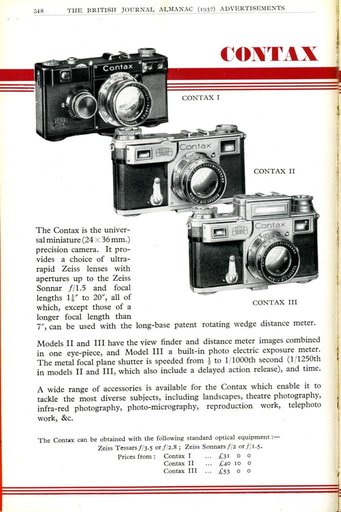 548 THE BRITISH JOURNAL ALMANAC (1937) ADVERTISEMENTS
CONTAX
Contax
CONTAX I
Contax
CONTAX II
Contax
CONTAX III
The Contax is the univer-
sal miniature (24 × 36 mm.)
precision camera. It pro-
vides a choice of ultra-
rapid Zeiss lenses with
apertures up to the Zeiss
Sonnar f/1.5 and focal
lengths 1⅛" to 20", all of
which, except those of a
longer focal length than
7", can be used with the long-base patent rotating wedge distance meter.
Models II and III have the view finder and distance meter images combined
in one eye-piece, and Model III a built-in photo electric exposure meter.
The metal focal plane shutter is speeded from ½ to 1/1000th second (1/1250th
in models II and III, which also include a delayed action release), and time.
A wide range of accessories is available for the Contax which enable it to
tackle the most diverse subjects, including landscapes, theatre photography,
infra-red photography, photo-micrography, reproduction work, telephoto
work, &c.
The Contax can be obtained with the following standard optical equipment :—
Zeiss Tessars f/3.5 or f/2.8 ; Zeiss Sonnars f/2 or f/1.5.
Prices from : Contax I ... £31 0 0
Contax II ... £40 10 0
Contax III ... £53 0 0